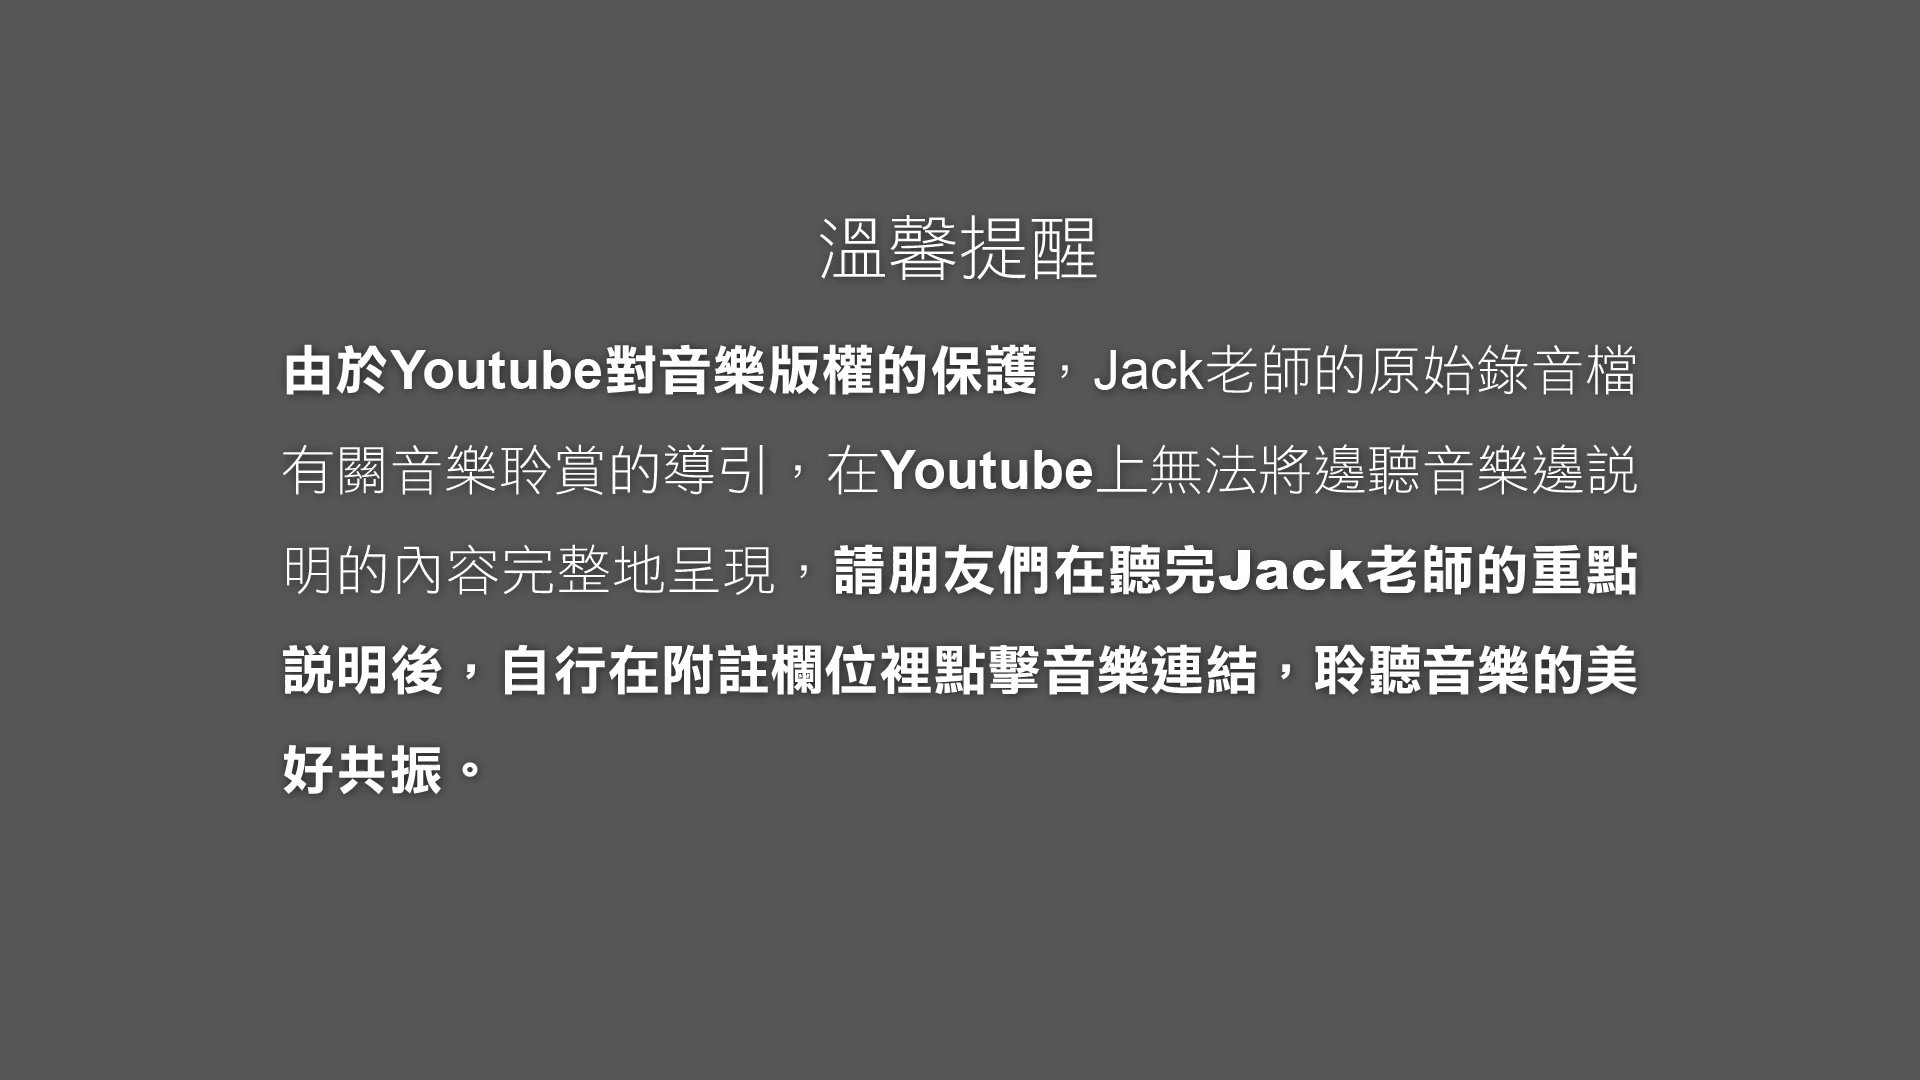 溫馨提醒
由於Youtube對音樂版權的保護，Jack老師的原始錄音檔
有關音樂聆賞的導引，在Youtube上無法將邊聽音樂邊説
明的內容完整地呈現，請朋友們在聽完Jack老師的重點
説明後，自行在附註欄位裡點擊音樂連結，聆聽音樂的美
好共振。